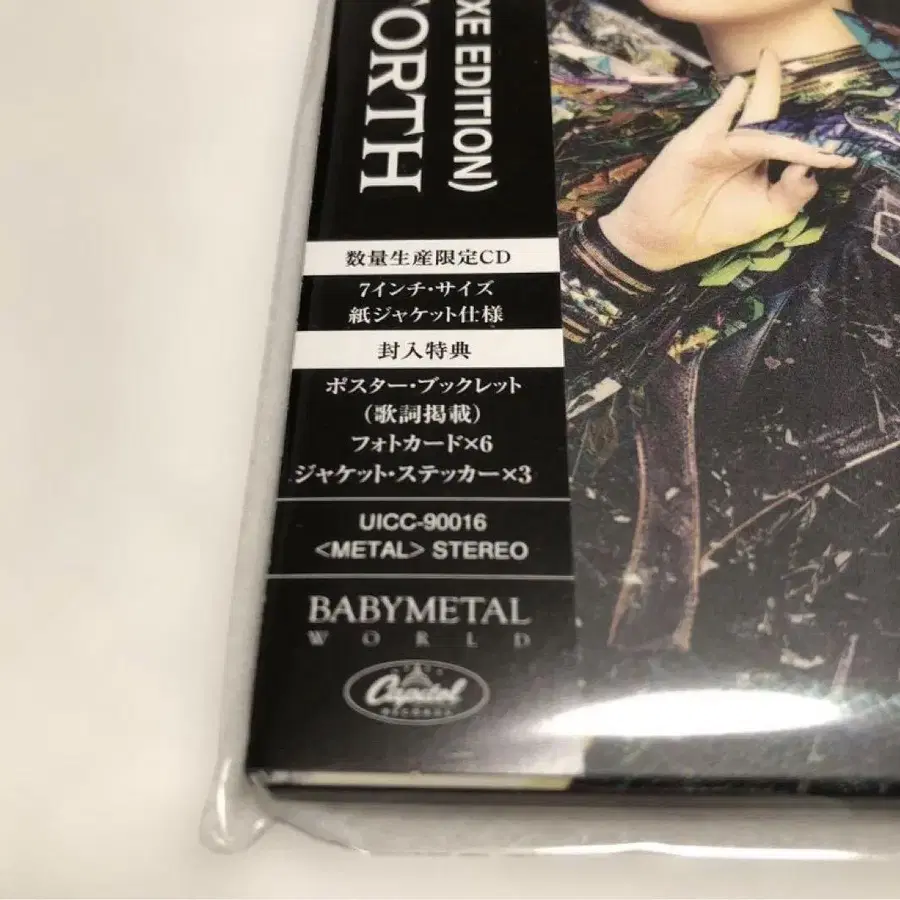 XE EDITION)
FORTH
数量生産限定CD
7インチ・サイズ
紙ジャケット仕様
封入特典
ポスター・ブックレット
(歌詞掲載)
フォトカード×6
ジャケット・ステッカー×3
UICC-90016
<METAL> STEREO
BABYMETAL
WORLD
Capitol
RECORDS